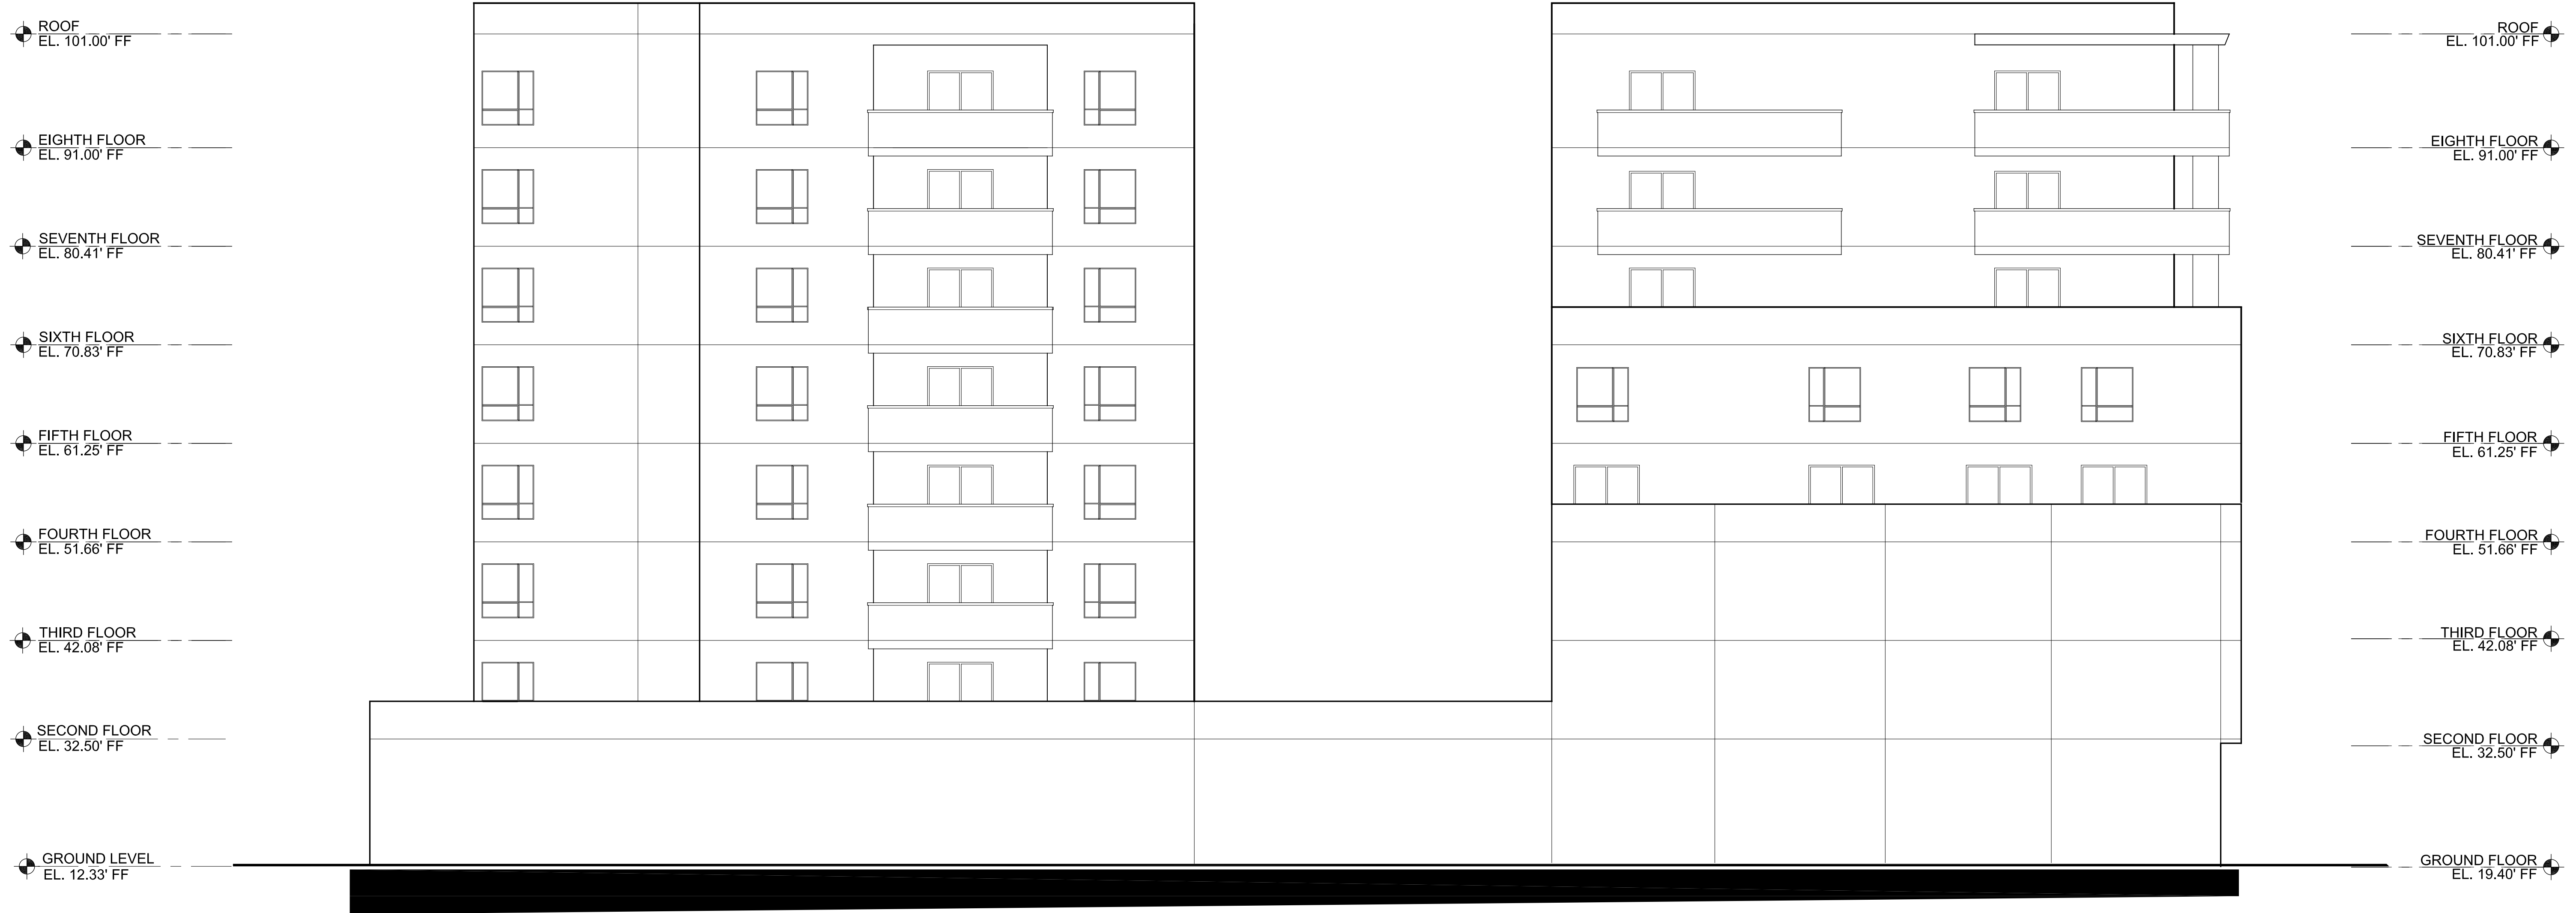 ROOF
EL. 101.00' FF
EIGHTH FLOOR
EL. 91.00' FF
SEVENTH FLOOR
EL. 80.41' FF
SIXTH FLOOR
EL. 70.83' FF
FIFTH FLOOR
EL. 61.25' FF
FOURTH FLOOR
EL. 51.66' FF
THIRD FLOOR
EL. 42.08' FF
SECOND FLOOR
EL. 32.50' FF
GROUND LEVEL
EL. 12.33' FF
ROOF
EL. 101.00' FF
EIGHTH FLOOR
EL. 91.00' FF
SEVENTH FLOOR
EL. 80.41' FF
SIXTH FLOOR
EL. 70.83' FF
FIFTH FLOOR
EL. 61.25' FF
FOURTH FLOOR
EL. 51.66' FF
THIRD FLOOR
EL. 42.08' FF
SECOND FLOOR
EL. 32.50' FF
GROUND FLOOR
EL. 19.40' FF